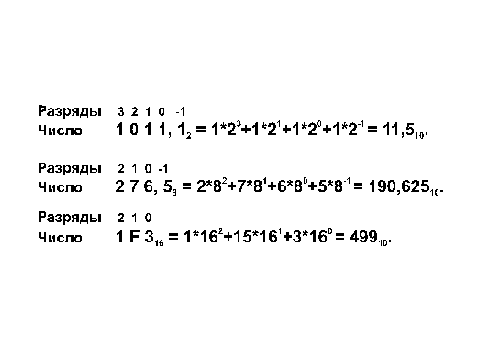 Разряды 3 2 1 0 -1
Число 1 0 1 1, 1₂ = 1*2³+1*2¹+1*2⁰+1*2⁻¹ = 11,5₁₀.
Разряды 2 1 0 -1
Число 2 7 6, 5₈ = 2*8²+7*8¹+6*8⁰+5*8⁻¹ = 190,625₁₀.
Разряды 2 1 0
Число 1 F 3₁₆ = 1*16²+15*16¹+3*16⁰ = 499₁₀.